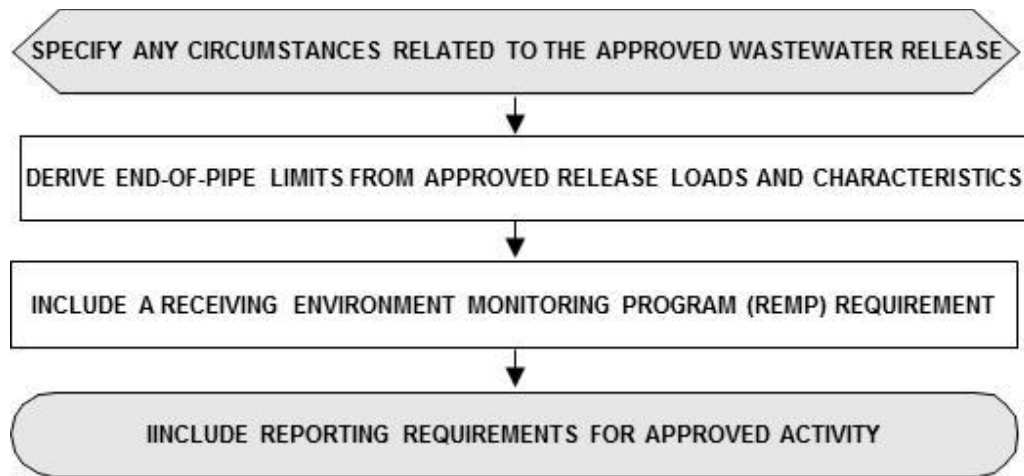 SPECIFY ANY CIRCUMSTANCES RELATED TO THE APPROVED WASTEWATER RELEASE
DERIVE END-OF-PIPE LIMITS FROM APPROVED RELEASE LOADS AND CHARACTERISTICS
INCLUDE A RECEIVING ENVIRONMENT MONITORING PROGRAM (REMP) REQUIREMENT
IINCLUDE REPORTING REQUIREMENTS FOR APPROVED ACTIVITY